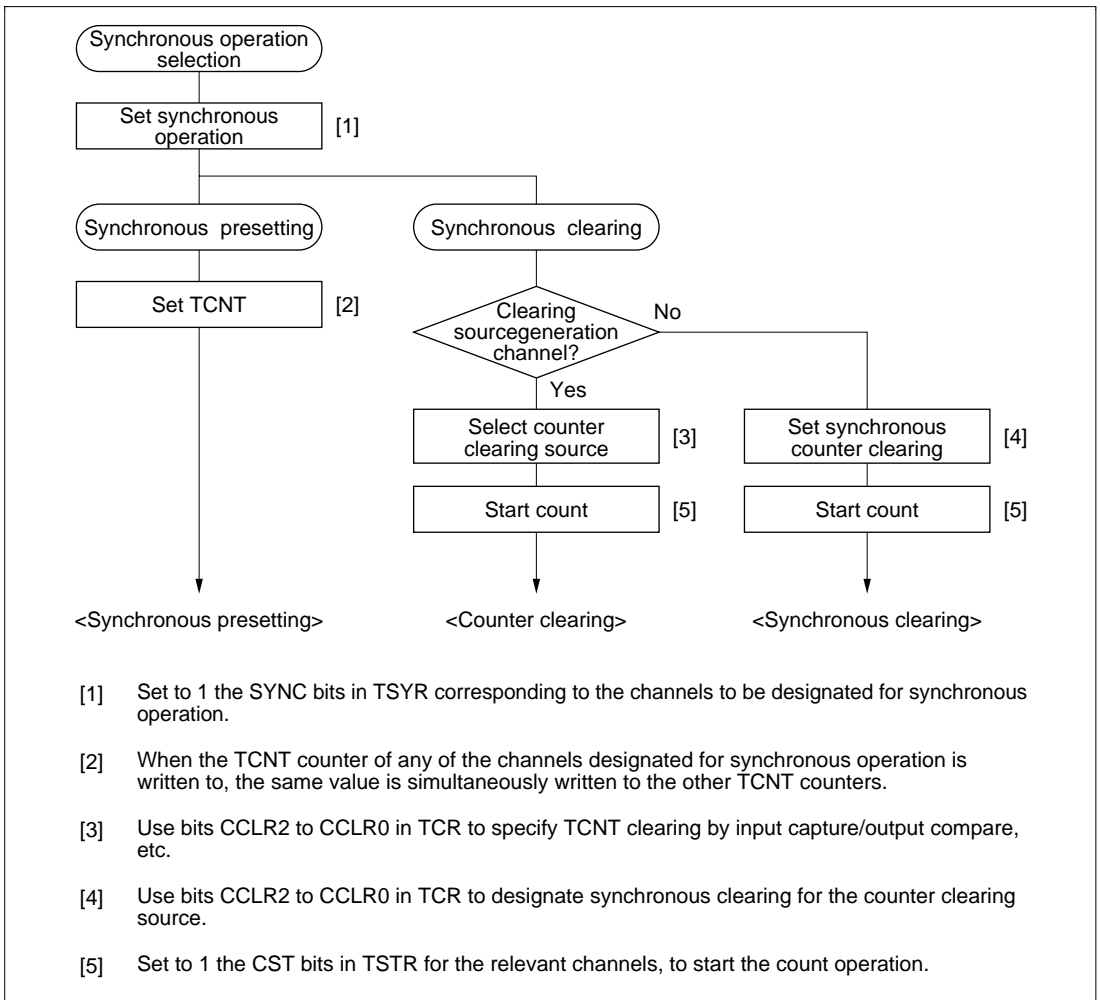 Synchronous operation
selection
Set synchronous
operation
[1]
Synchronous presetting
Synchronous clearing
Set TCNT
[2]
Clearing
sourcegeneration
channel?
No
Yes
Select counter
clearing source
[3]
Set synchronous
counter clearing
[4]
Start count
[5]
Start count
[5]
<Synchronous presetting>
<Counter clearing>
<Synchronous clearing>
[1] Set to 1 the SYNC bits in TSYR corresponding to the channels to be designated for synchronous
operation.
[2] When the TCNT counter of any of the channels designated for synchronous operation is
written to, the same value is simultaneously written to the other TCNT counters.
[3] Use bits CCLR2 to CCLR0 in TCR to specify TCNT clearing by input capture/output compare,
etc.
[4] Use bits CCLR2 to CCLR0 in TCR to designate synchronous clearing for the counter clearing
source.
[5] Set to 1 the CST bits in TSTR for the relevant channels, to start the count operation.